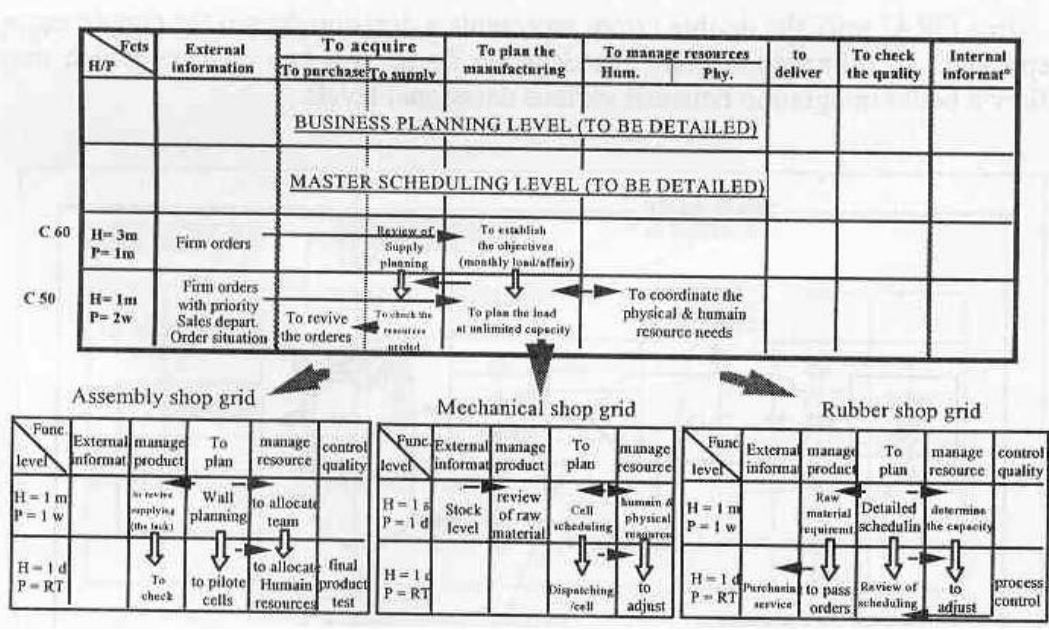 Fcts
H/P
External
information
To acquire
To purchase
To supply
To plan the
manufacturing
To manage resources
Hum.
Phy.
to
deliver
To check
the quality
Internal
informat°
BUSINESS PLANNING LEVEL (TO BE DETAILED)
MASTER SCHEDULING LEVEL (TO BE DETAILED)
C 60
H= 3m
P= 1m
Firm orders
Review of
Supply
planning
To establish
the objectives
(monthly load/affair)
C 50
H= 1m
P= 2w
Firm orders
with priority
Sales depart.
Order situation
To revive
the orderes
To check the
resources
needed
To plan the load
at unlimited capacity
To coordinate the
physical & human
resource needs
Assembly shop grid
Func.
level
External
informat
manage
product
To
plan
manage
resource
control
quality
H = 1 m
P = 1 w
to revive
supplying
(the lack)
Wall
planning
to allocate
team
H = 1 d
P = RT
To
check
to pilote
cells
to allocate
Humain
resources
final
product
test
Mechanical shop grid
Func.
level
External
informat
manage
product
To
plan
manage
resource
H = 1 s
P = 1 d
Stock
level
review
of raw
material
Cell
scheduling
humain &
physical
resource
H = 1 d
P = RT
Dispatching
/cell
to
adjust
Rubber shop grid
Func
level
External
informa
manage
product
To
plan
manage
resource
control
quality
H = 1 m
P = 1 w
Raw
material
requiremt
Detailed
schedulin
determine
the capacity
H = 1 d
P = RT
Purchasing
service
to pass
orders
Review of
scheduling
to
adjust
process
control